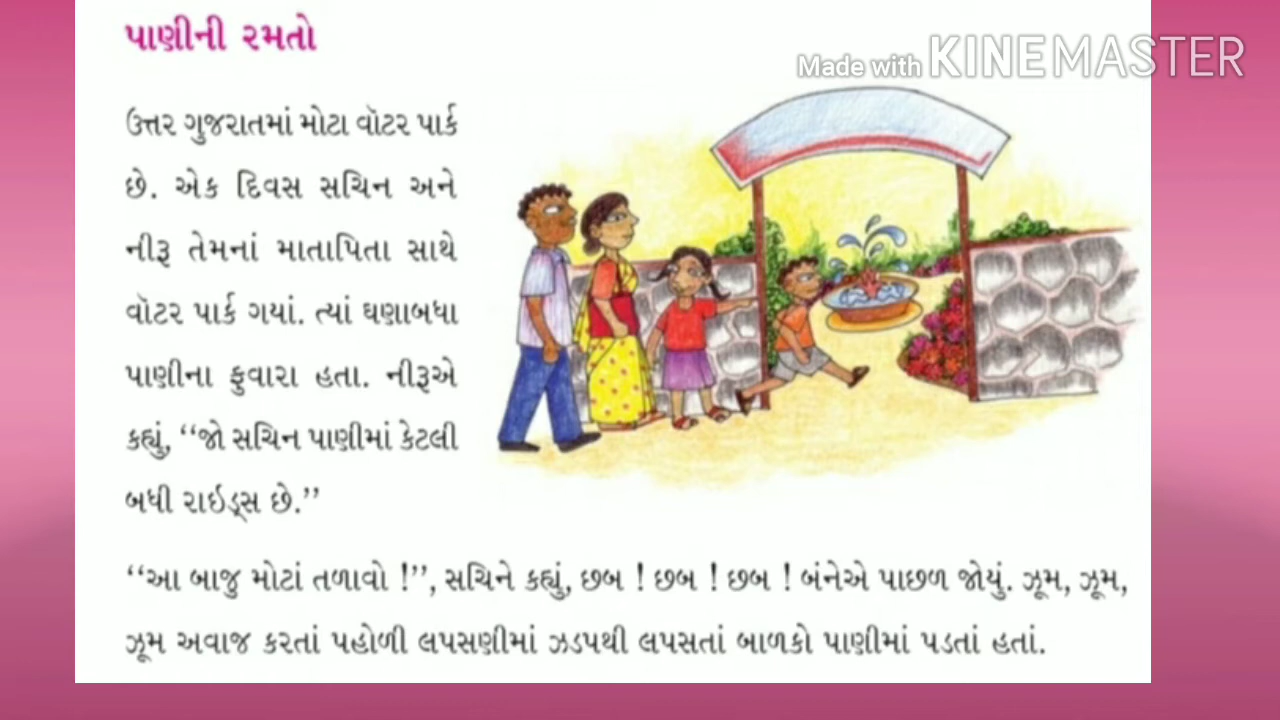 પાણીની રમતો
Made with KINEMASTER
ઉત્તર ગુજરાતમાં મોટા વૉટર પાર્ક
છે. એક દિવસ સચિન અને
નીરૂ તેમનાં માતાપિતા સાથે
વૉટર પાર્ક ગયાં. ત્યાં ઘણાબધા
પાણીના ફુવારા હતા. નીરૂએ
કહ્યું, “જો સચિન પાણીમાં કેટલી
બધી રાઇડ્સ છે.”
“આ બાજુ મોટાં તળાવો !”, સચિને કહ્યું, છબ ! છબ ! છબ ! બંનેએ પાછળ જોયું. ઝૂમ, ઝૂમ,
ઝૂમ અવાજ કરતાં પહોળી લપસણીમાં ઝડપથી લપસતાં બાળકો પાણીમાં પડતાં હતાં.